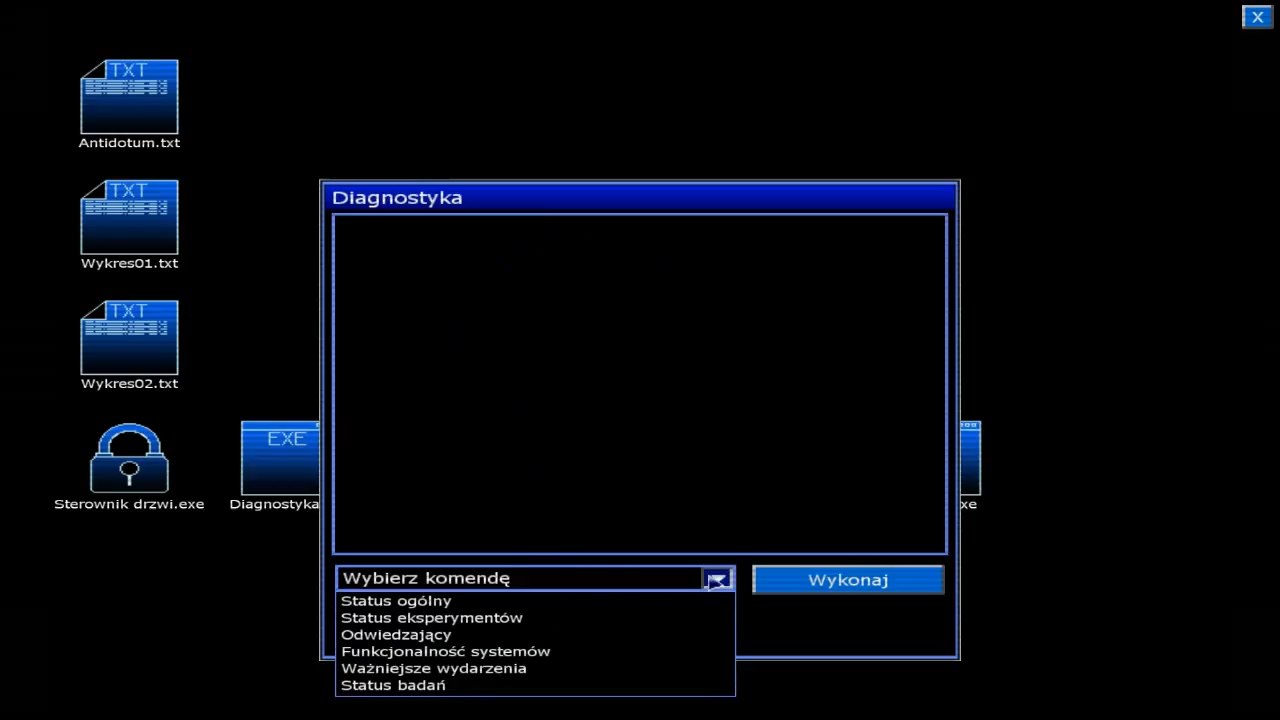 X
TXT
Antidotum.txt
TXT
Wykres01.txt
TXT
Wykres02.txt
Sterownik drzwi.exe
EXE
Diagnostyka
xe
Diagnostyka
Wybierz komendę
Wykonaj
Status ogólny
Status eksperymentów
Odwiedzający
Funkcjonalność systemów
Ważniejsze wydarzenia
Status badań